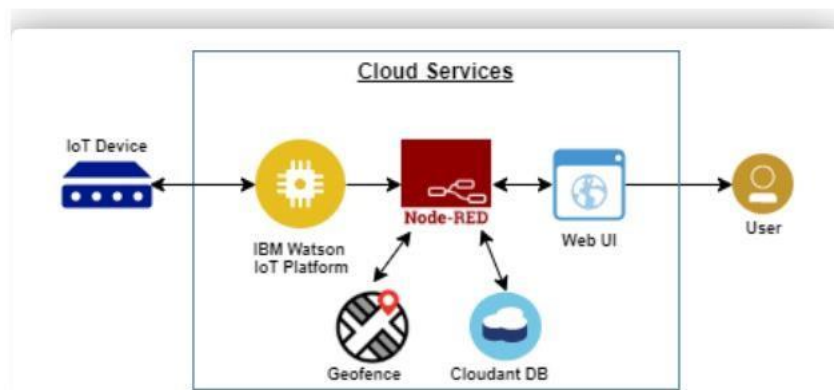 Cloud Services
IoT Device
Node-RED
IBM Watson
IoT Platform
Web UI
User
Geofence
Cloudant DB